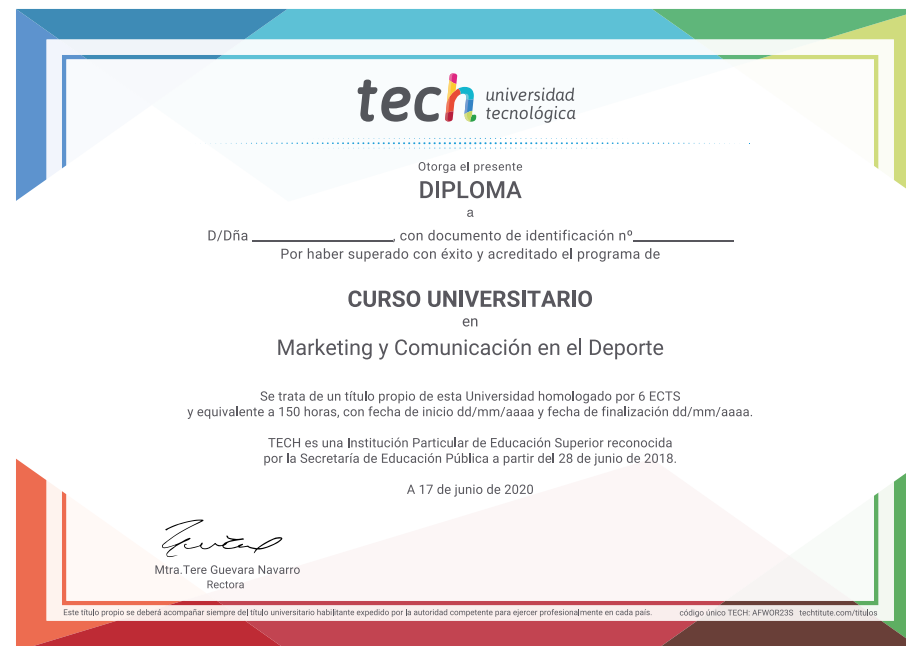 tech universidad
tecnológica
Otorga el presente
DIPLOMA
a
D/Dña , con documento de identificación nº
Por haber superado con éxito y acreditado el programa de
CURSO UNIVERSITARIO
en
Marketing y Comunicación en el Deporte
Se trata de un título propio de esta Universidad homologado por 6 ECTS
y equivalente a 150 horas, con fecha de inicio dd/mm/aaaa y fecha de finalización dd/mm/aaaa.
TECH es una Institución Particular de Educación Superior reconocida
por la Secretaría de Educación Pública a partir del 28 de junio de 2018.
A 17 de junio de 2020
Mtra.Tere Guevara Navarro
Rectora
Este título propio se deberá acompañar siempre del título universitario habilitante expedido por la autoridad competente para ejercer profesionalmente en cada país. código único TECH: AFWOR23S techtitute.com/titulos